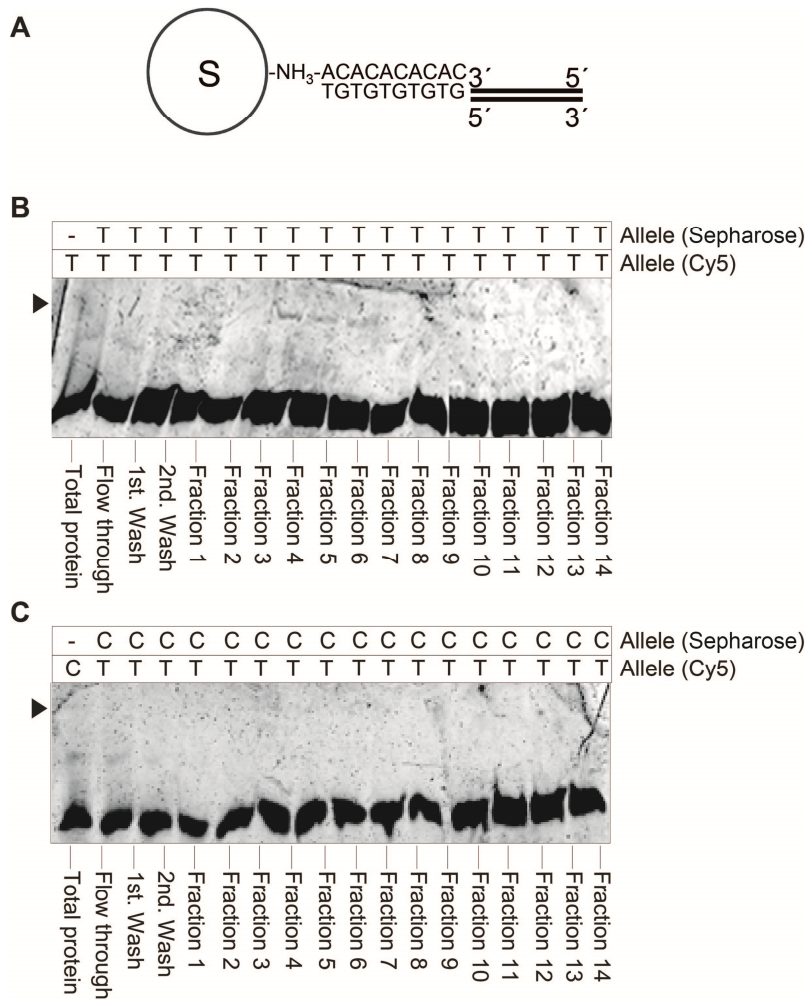 A
S
-NH3-ACACACACAC3´ 5´
TGTGTGTGTG
5´ 3´
B
- T T T T T T T T T T T T T T T T T Allele (Sepharose)
T T T T T T T T T T T T T T T T T T Allele (Cy5)
Total protein
Flow through
1st. Wash
2nd. Wash
Fraction 1
Fraction 2
Fraction 3
Fraction 4
Fraction 5
Fraction 6
Fraction 7
Fraction 8
Fraction 9
Fraction 10
Fraction 11
Fraction 12
Fraction 13
Fraction 14
C
- C C C C C C C C C C C C C C C C C Allele (Sepharose)
C T T T T T T T T T T T T T T T T T Allele (Cy5)
Total protein
Flow through
1st. Wash
2nd. Wash
Fraction 1
Fraction 2
Fraction 3
Fraction 4
Fraction 5
Fraction 6
Fraction 7
Fraction 8
Fraction 9
Fraction 10
Fraction 11
Fraction 12
Fraction 13
Fraction 14